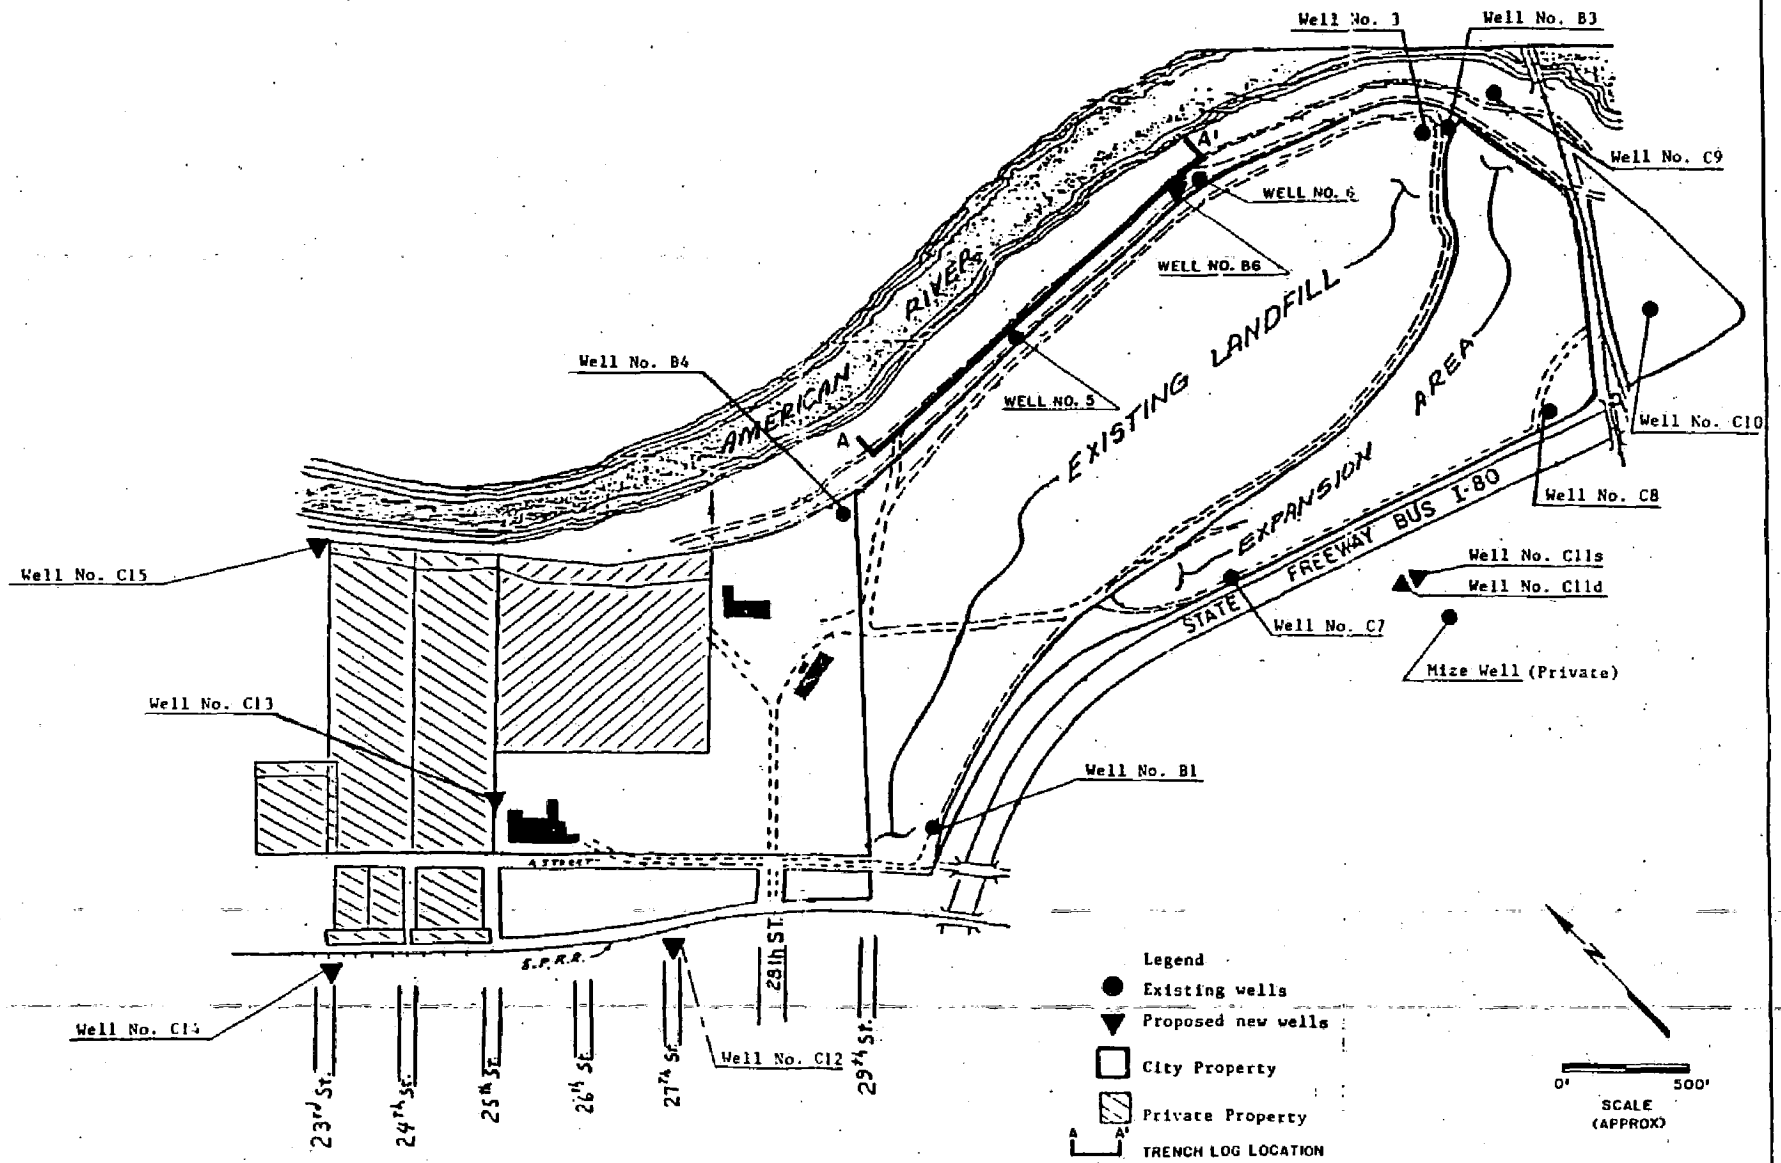 Well No. 3
Well No. B3
Well No. C9
A'
WELL NO. 6
WELL NO. B6
AMERICAN RIVER
Well No. B4
WELL NO. 5
A
EXISTING LANDFILL
EXPANSION AREA
Well No. C10
Well No. C8
STATE FREEWAY BUS I-80
Well No. C11s
Well No. C11d
Well No. C15
Well No. C7
Mize Well (Private)
Well No. C13
Well No. B1
A STREET
S.P.R.R.
Well No. C14
Well No. C12
23rd St.
24th St.
25th St.
26th St.
27th St.
28th ST.
29th St.
N
Legend
Existing wells
Proposed new wells
City Property
Private Property
A A'
TRENCH LOG LOCATION
0' 500'
SCALE
(APPROX)